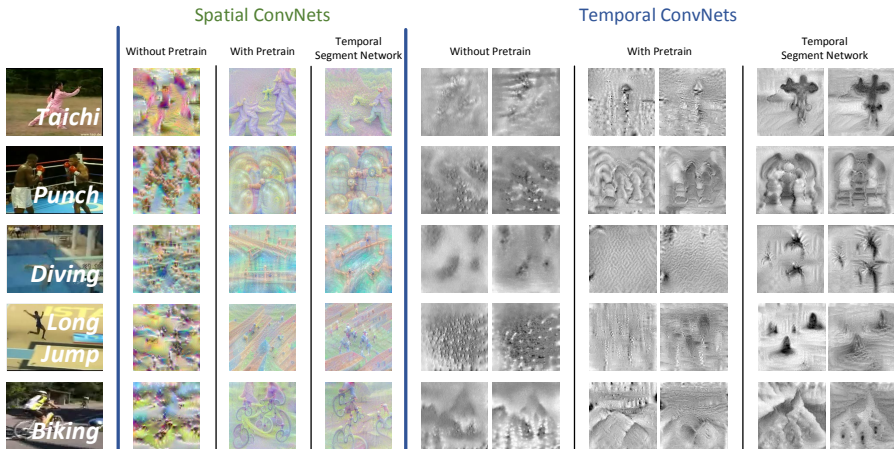 Spatial ConvNets
Temporal ConvNets
Without Pretrain
With Pretrain
Temporal
Segment Network
Without Pretrain
With Pretrain
Temporal
Segment Network
Taichi
Punch
Diving
Long
Jump
Biking